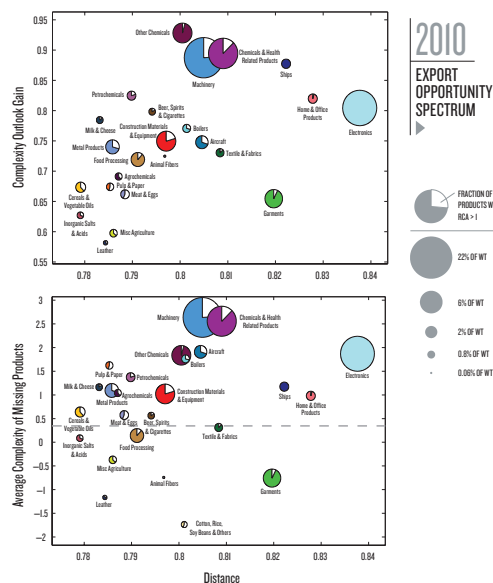 2010
EXPORT
OPPORTUNITY
SPECTRUM
FRACTION OF
PRODUCTS W
RCA > 1
22% OF WT
6% OF WT
2% OF WT
0.8% OF WT
0.06% OF WT
Complexity Outlook Gain
0.95
0.9
0.85
0.8
0.75
0.7
0.65
0.6
0.55
0.78
0.79
0.8
0.81
0.82
0.83
0.84
Other Chemicals
Chemicals & Health
Related Products
Machinery
Ships
Petrochemicals
Home & Office
Products
Electronics
Beer, Spirits
& Cigarettes
Milk & Cheese
Construction Materials
& Equipment
Boilers
Metal Products
Aircraft
Food Processing
Textile & Fabrics
Animal Fibers
Agrochemicals
Pulp & Paper
Cereals &
Vegetable Oils
Meat & Eggs
Garments
Inorganic Salts
& Acids
Misc Agriculture
Leather
Average Complexity of Missing Products
3
2.5
2
1.5
1
0.5
0
−0.5
−1
−1.5
−2
0.78
0.79
0.8
0.81
0.82
0.83
0.84
Distance
Machinery
Chemicals & Health
Related Products
Other Chemicals
Aircraft
Boilers
Electronics
Pulp & Paper
Petrochemicals
Milk & Cheese
Metal Products
Agrochemicals
Construction Materials
& Equipment
Ships
Home & Office
Products
Cereals &
Vegetable Oils
Meat & Eggs
Beer, Spirits
& Cigarettes
Inorganic Salts
& Acids
Food Processing
Textile & Fabrics
Misc Agriculture
Animal Fibers
Garments
Leather
Cotton, Rice,
Soy Beans & Others